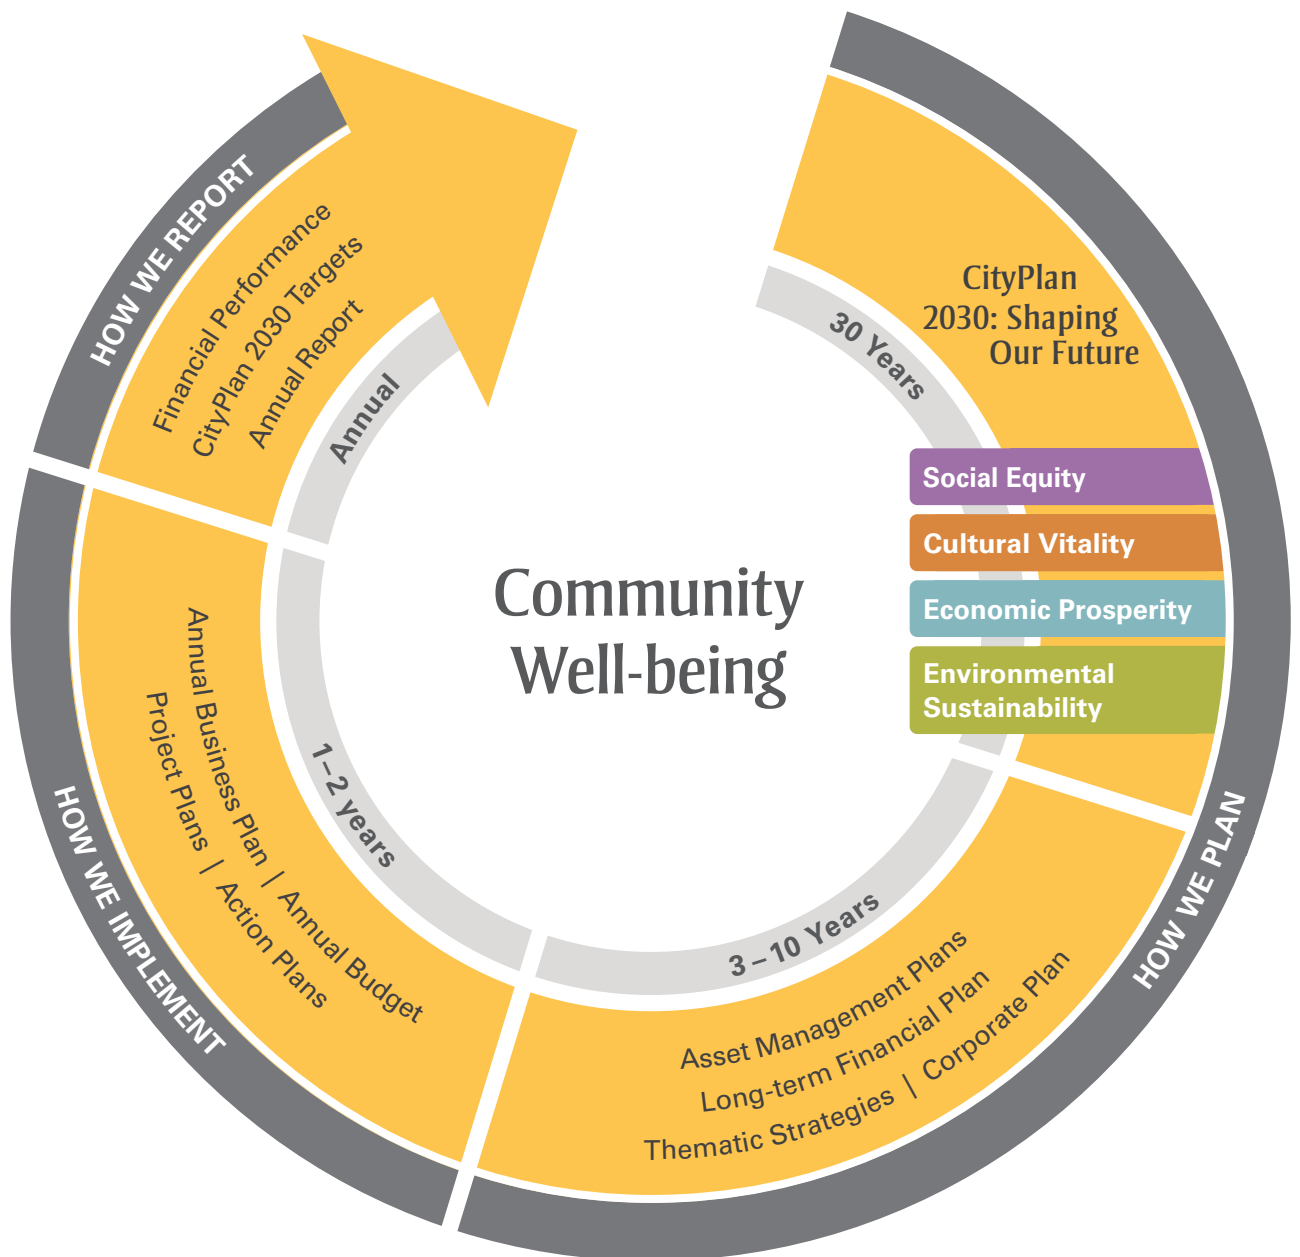 Community
Well-being
HOW WE PLAN
30 Years
CityPlan
2030: Shaping
Our Future
Social Equity
Cultural Vitality
Economic Prosperity
Environmental
Sustainability
3–10 Years
Asset Management Plans
Long-term Financial Plan
Thematic Strategies | Corporate Plan
HOW WE IMPLEMENT
1–2 years
Annual Business Plan | Annual Budget
Project Plans | Action Plans
HOW WE REPORT
Annual
Financial Performance
CityPlan 2030 Targets
Annual Report